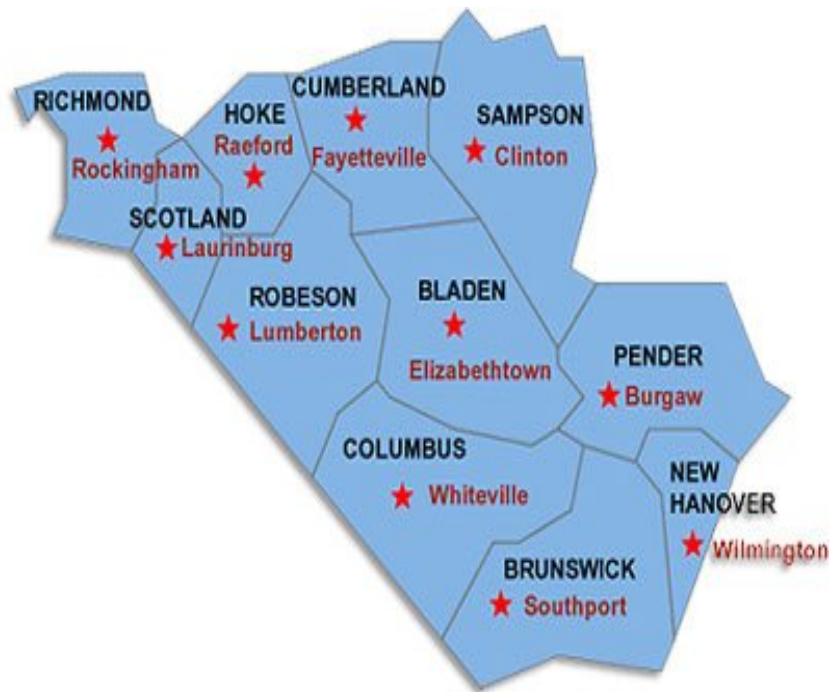 RICHMOND
Rockingham
HOKE
Raeford
CUMBERLAND
Fayetteville
SAMPSON
Clinton
SCOTLAND
Laurinburg
ROBESON
Lumberton
BLADEN
Elizabethtown
PENDER
Burgaw
COLUMBUS
Whiteville
NEW
HANOVER
Wilmington
BRUNSWICK
Southport